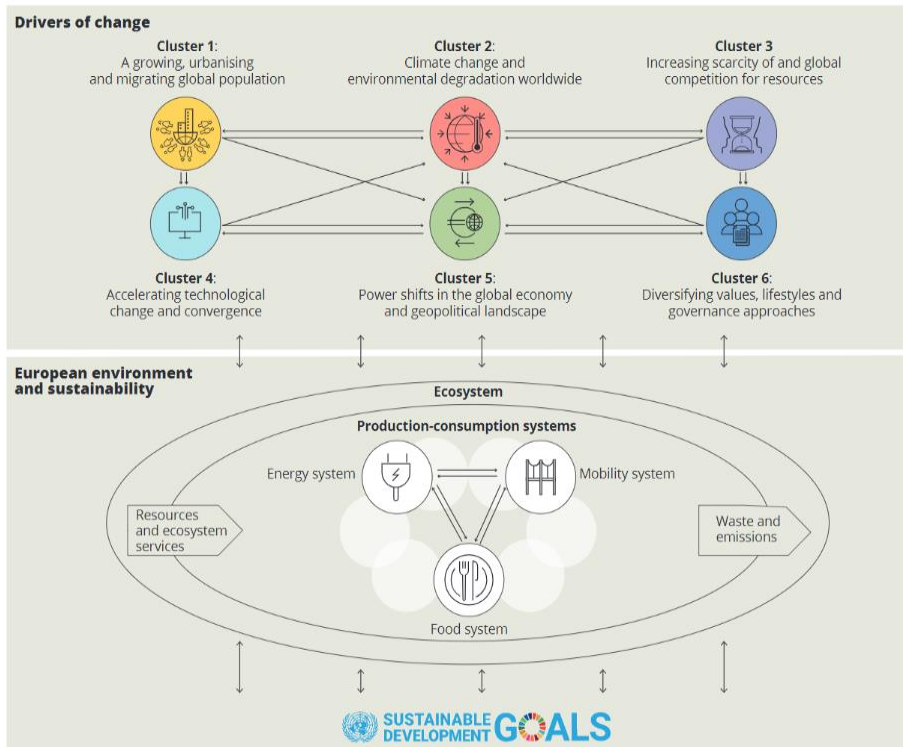 Drivers of change
Cluster 1:
A growing, urbanising
and migrating global population
Cluster 2:
Climate change and
environmental degradation worldwide
Cluster 3
Increasing scarcity of and global
competition for resources
Cluster 4:
Accelerating technological
change and convergence
Cluster 5:
Power shifts in the global economy
and geopolitical landscape
Cluster 6:
Diversifying values, lifestyles and
governance approaches
European environment
and sustainability
Ecosystem
Production-consumption systems
Energy system
Mobility system
Resources
and ecosystem
services
Waste and
emissions
Food system
SUSTAINABLE
DEVELOPMENT
GOALS